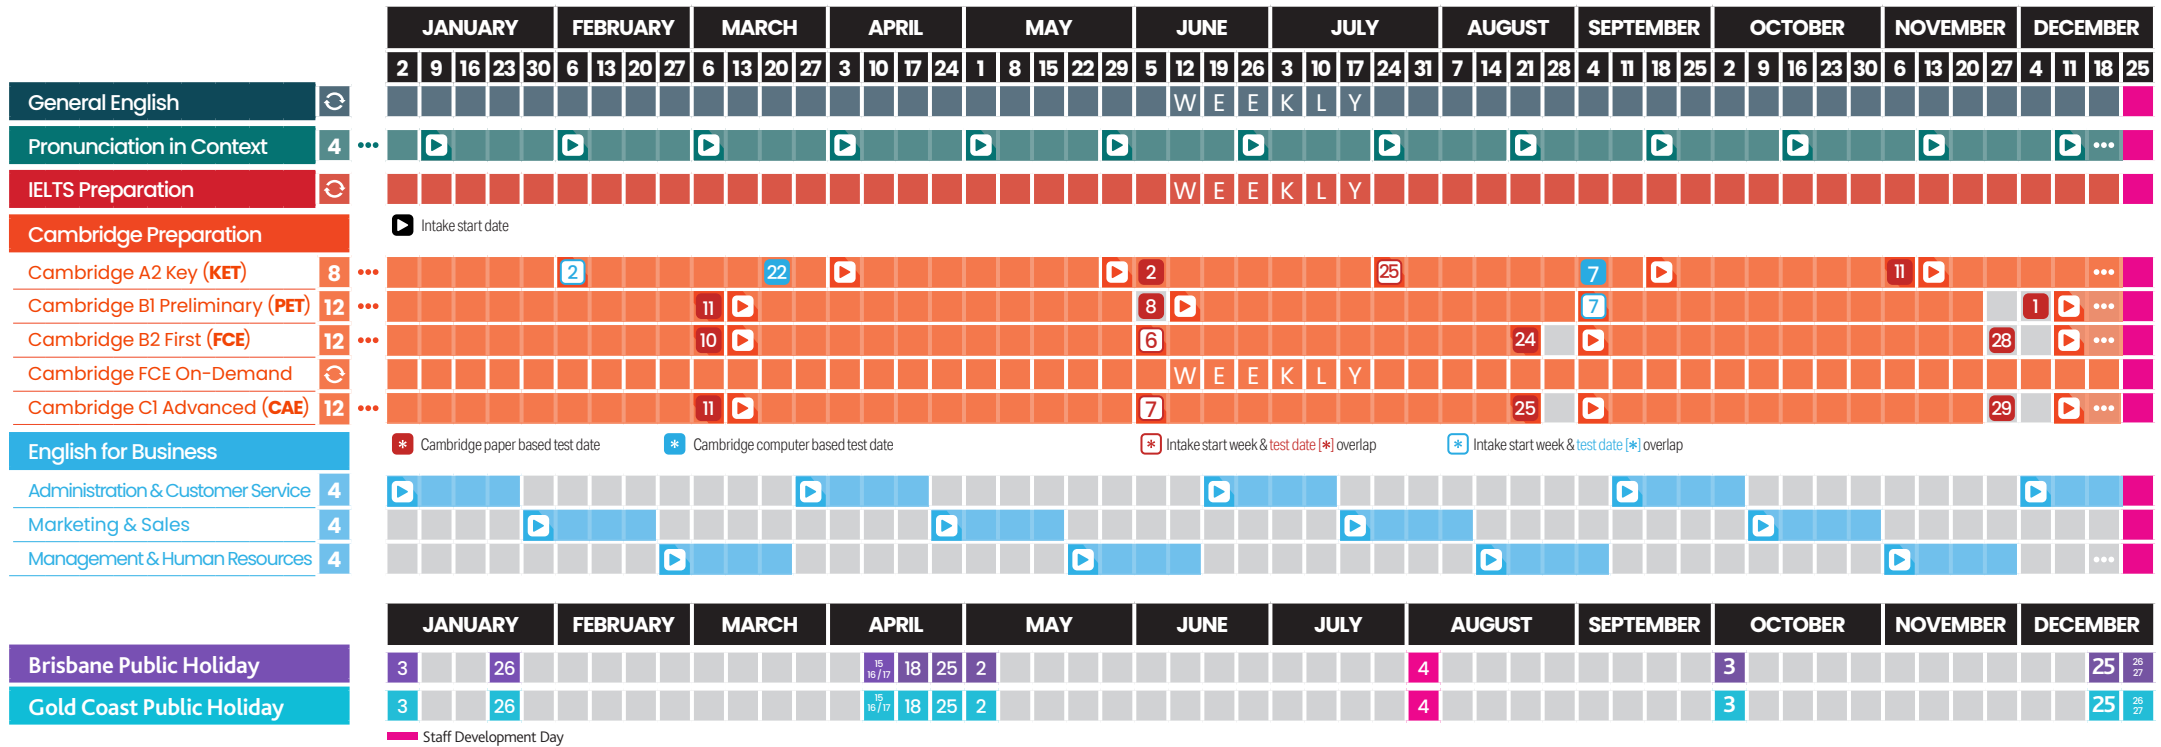 JANUARY FEBRUARY MARCH APRIL MAY JUNE JULY AUGUST SEPTEMBER OCTOBER NOVEMBER DECEMBER
2 9 16 23 30 6 13 20 27 6 13 20 27 3 10 17 24 1 8 15 22 29 5 12 19 26 3 10 17 24 31 7 14 21 28 4 11 18 25 2 9 16 23 30 6 13 20 27 4 11 18 25
General English W E E K L Y
Pronunciation in Context 4 ••• •••
IELTS Preparation W E E K L Y
Intake start date
Cambridge Preparation
Cambridge A2 Key (KET) 8 ••• 2 22 2 25 7 11 •••
Cambridge B1 Preliminary (PET) 12 ••• 11 8 7 1 •••
Cambridge B2 First (FCE) 12 ••• 10 6 24 28 •••
Cambridge FCE On-Demand W E E K L Y
Cambridge C1 Advanced (CAE) 12 ••• 11 7 25 29 •••
* Cambridge paper based test date * Cambridge computer based test date * Intake start week & test date [*] overlap * Intake start week & test date [*] overlap
English for Business
Administration & Customer Service 4
Marketing & Sales 4
Management & Human Resources 4 •••
JANUARY FEBRUARY MARCH APRIL MAY JUNE JULY AUGUST SEPTEMBER OCTOBER NOVEMBER DECEMBER
Brisbane Public Holiday 3 26 15 16/17 18 25 2 4 3 25 26 27
Gold Coast Public Holiday 3 26 15 16/17 18 25 2 4 3 25 26 27
Staff Development Day